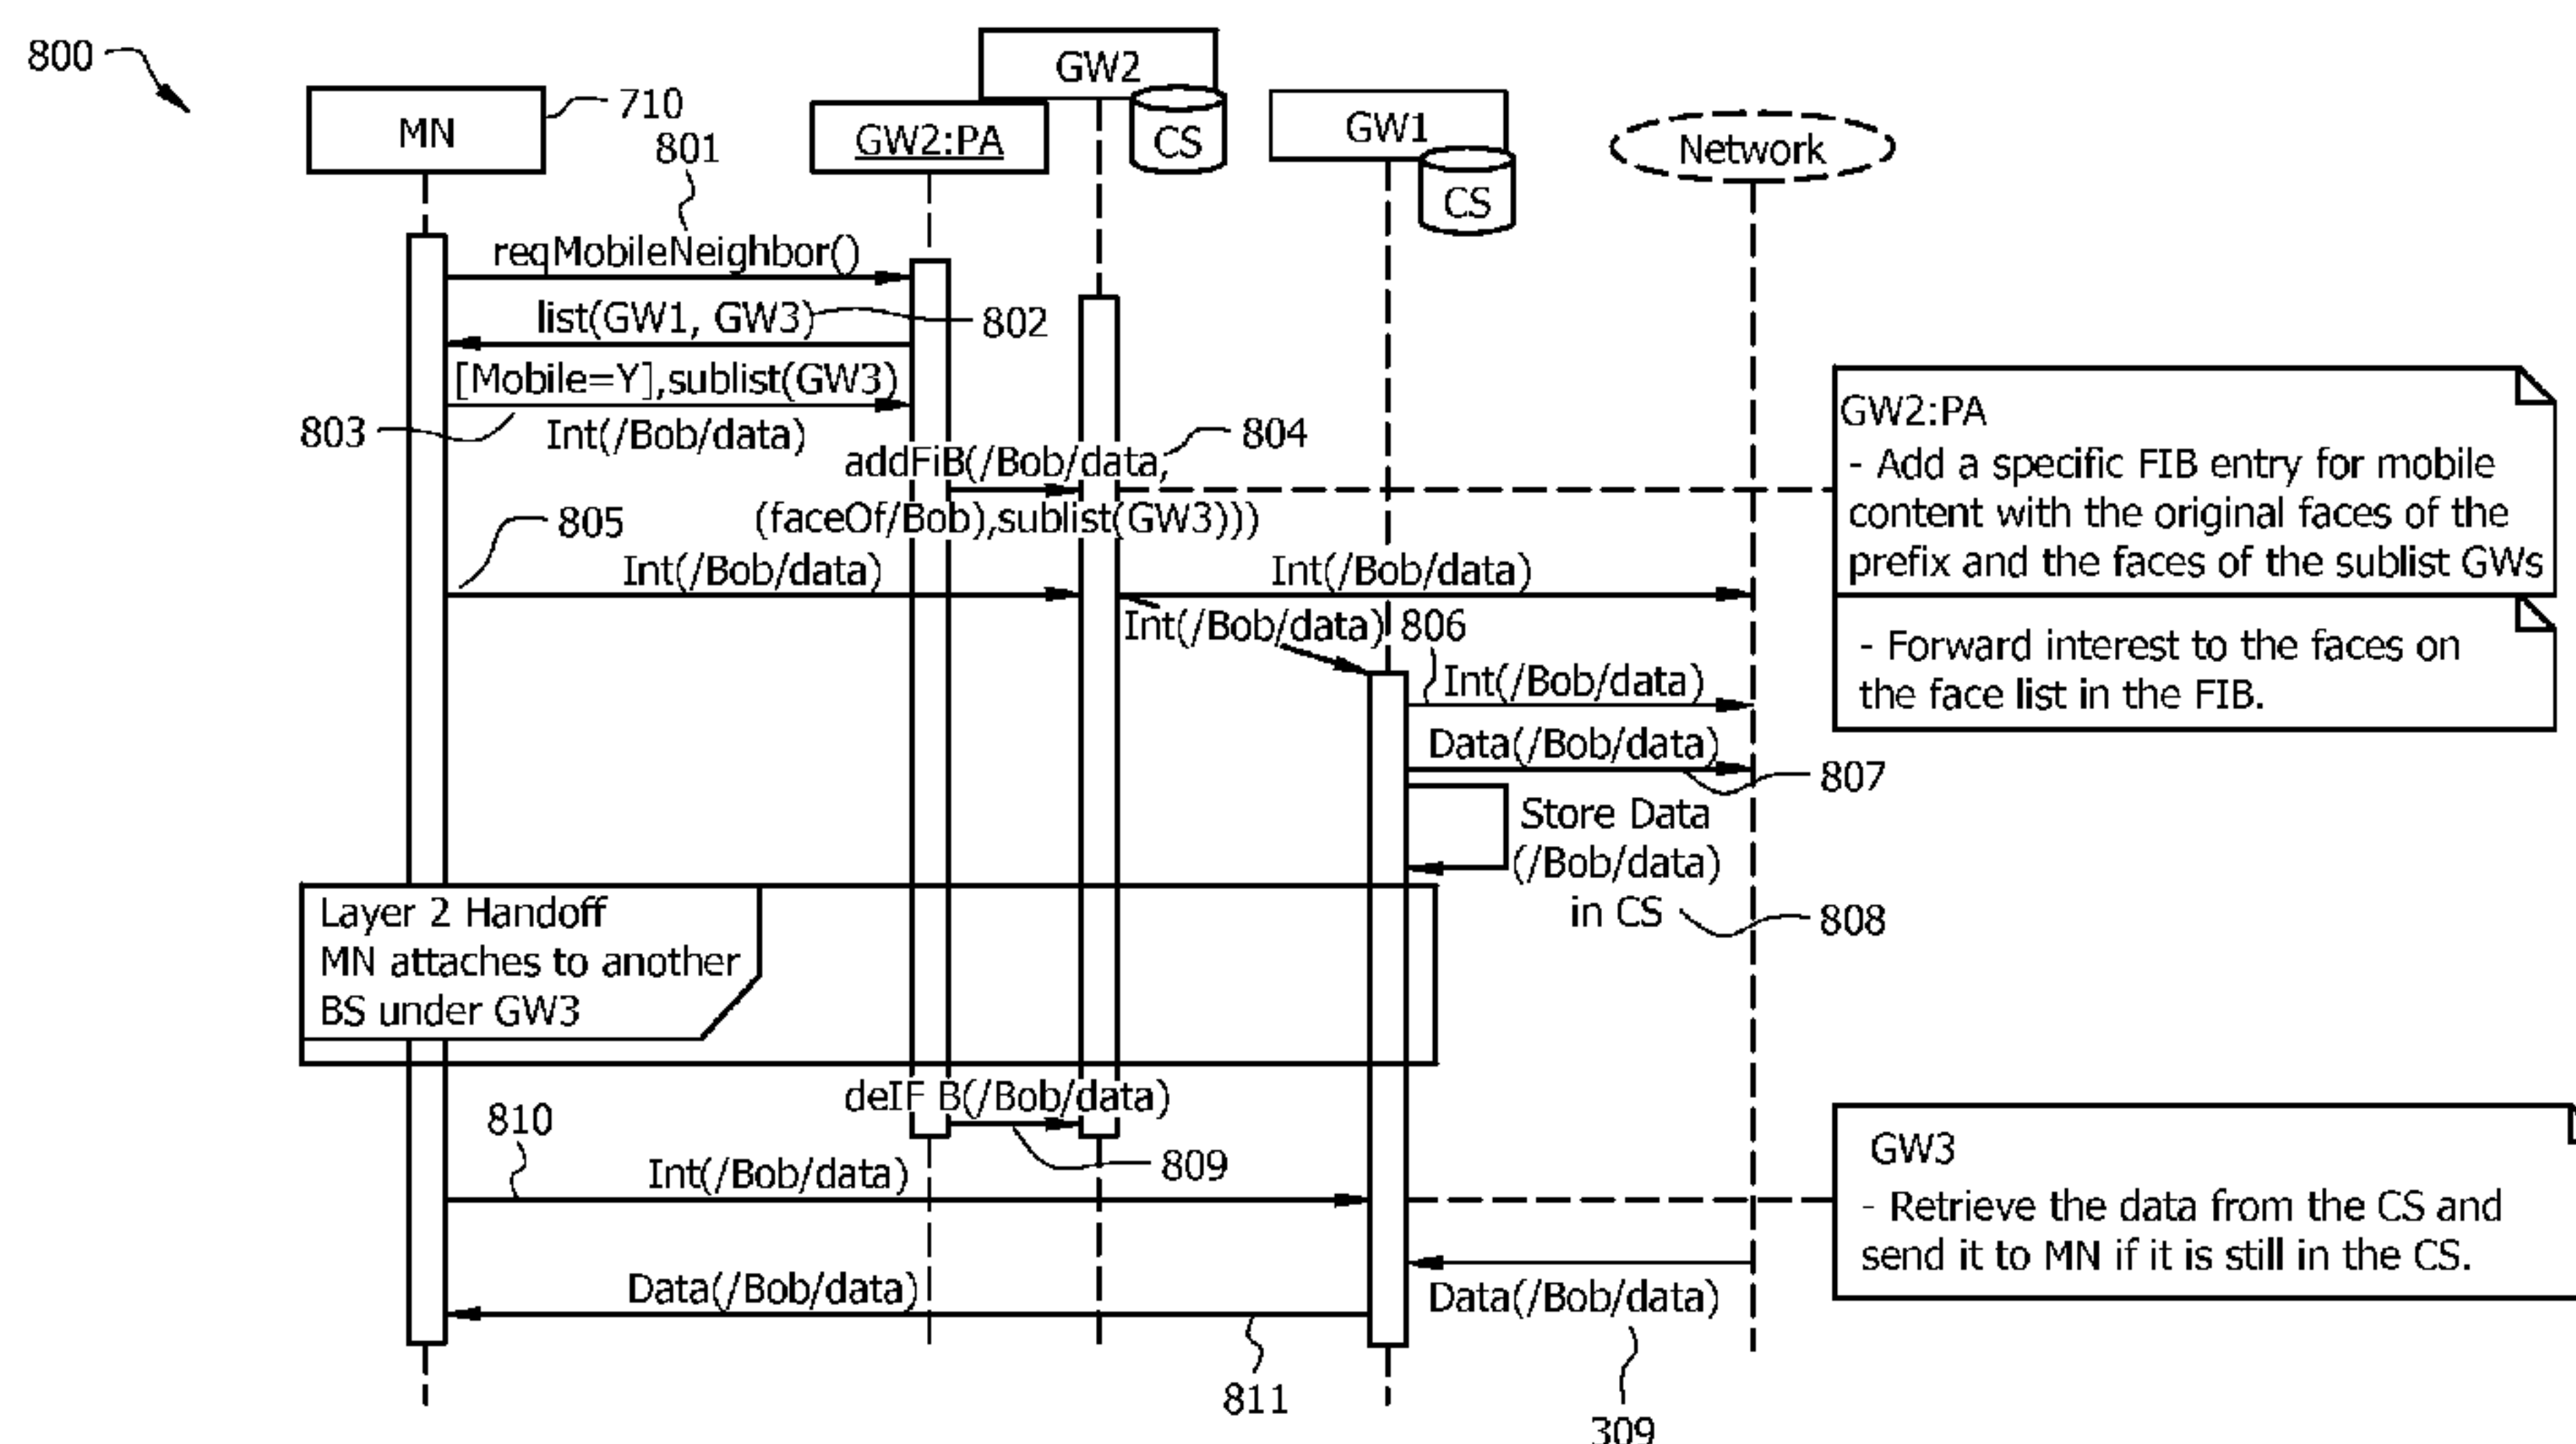 800
MN
710
801
GW2:PA
GW2
CS
GW1
CS
Network
reqMobileNeighbor()
list(GW1, GW3)
802
[Mobile=Y],sublist(GW3)
803
Int(/Bob/data)
addFiB(/Bob/data,
804
(faceOf/Bob),sublist(GW3)))
805
Int(/Bob/data)
Int(/Bob/data)
Int(/Bob/data)
806
Int(/Bob/data)
Data(/Bob/data)
807
Store Data
(/Bob/data)
in CS
808
GW2:PA
- Add a specific FIB entry for mobile
content with the original faces of the
prefix and the faces of the sublist GWs
- Forward interest to the faces on
the face list in the FIB.
Layer 2 Handoff
MN attaches to another
BS under GW3
delF B(/Bob/data)
809
810
Int(/Bob/data)
GW3
- Retrieve the data from the CS and
send it to MN if it is still in the CS.
Data(/Bob/data)
811
Data(/Bob/data)
309